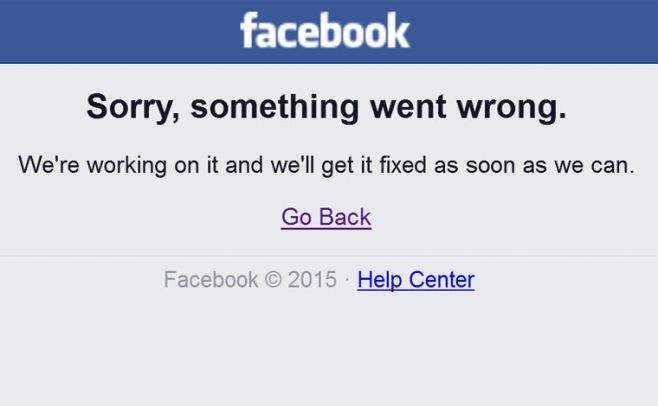 facebook
Sorry, something went wrong.
We're working on it and we'll get it fixed as soon as we can.
Go Back
Facebook © 2015 · Help Center